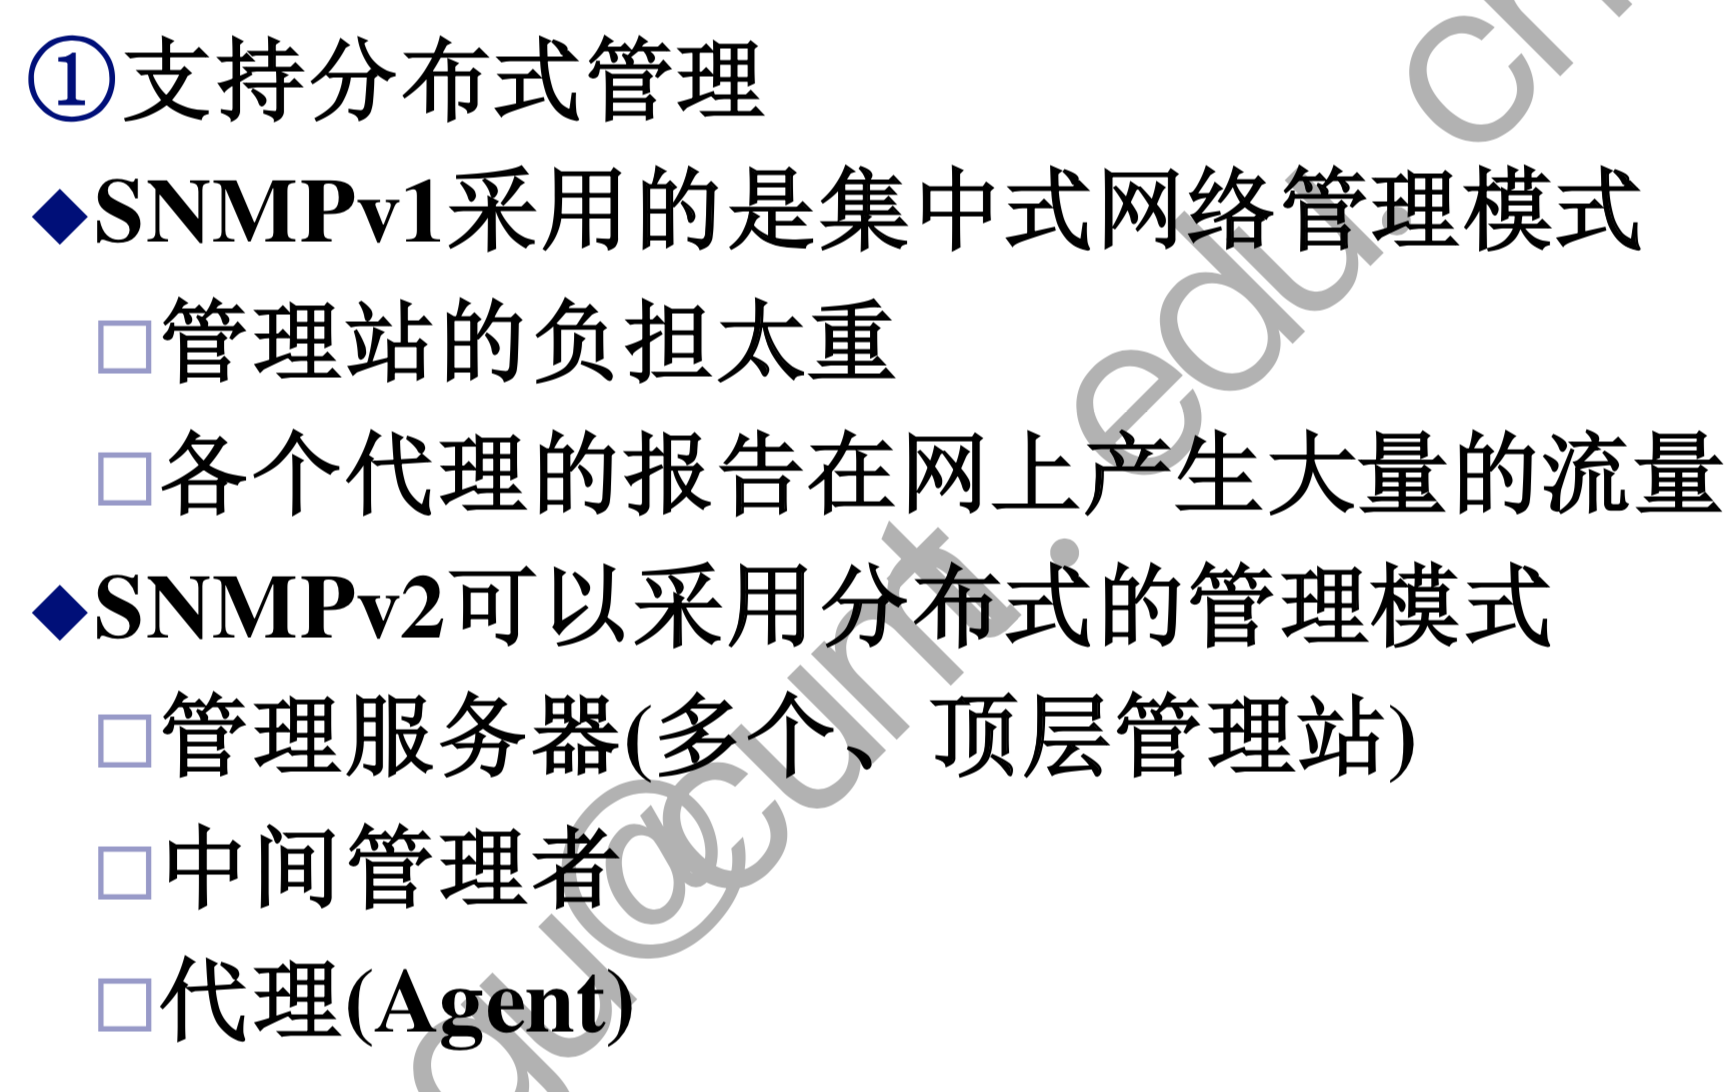 ①支持分布式管理
◆SNMPv1采用的是集中式网络管理模式
□管理站的负担太重
□各个代理的报告在网上产生大量的流量
◆SNMPv2可以采用分布式的管理模式
□管理服务器(多个、顶层管理站)
□中间管理者
□代理(Agent)